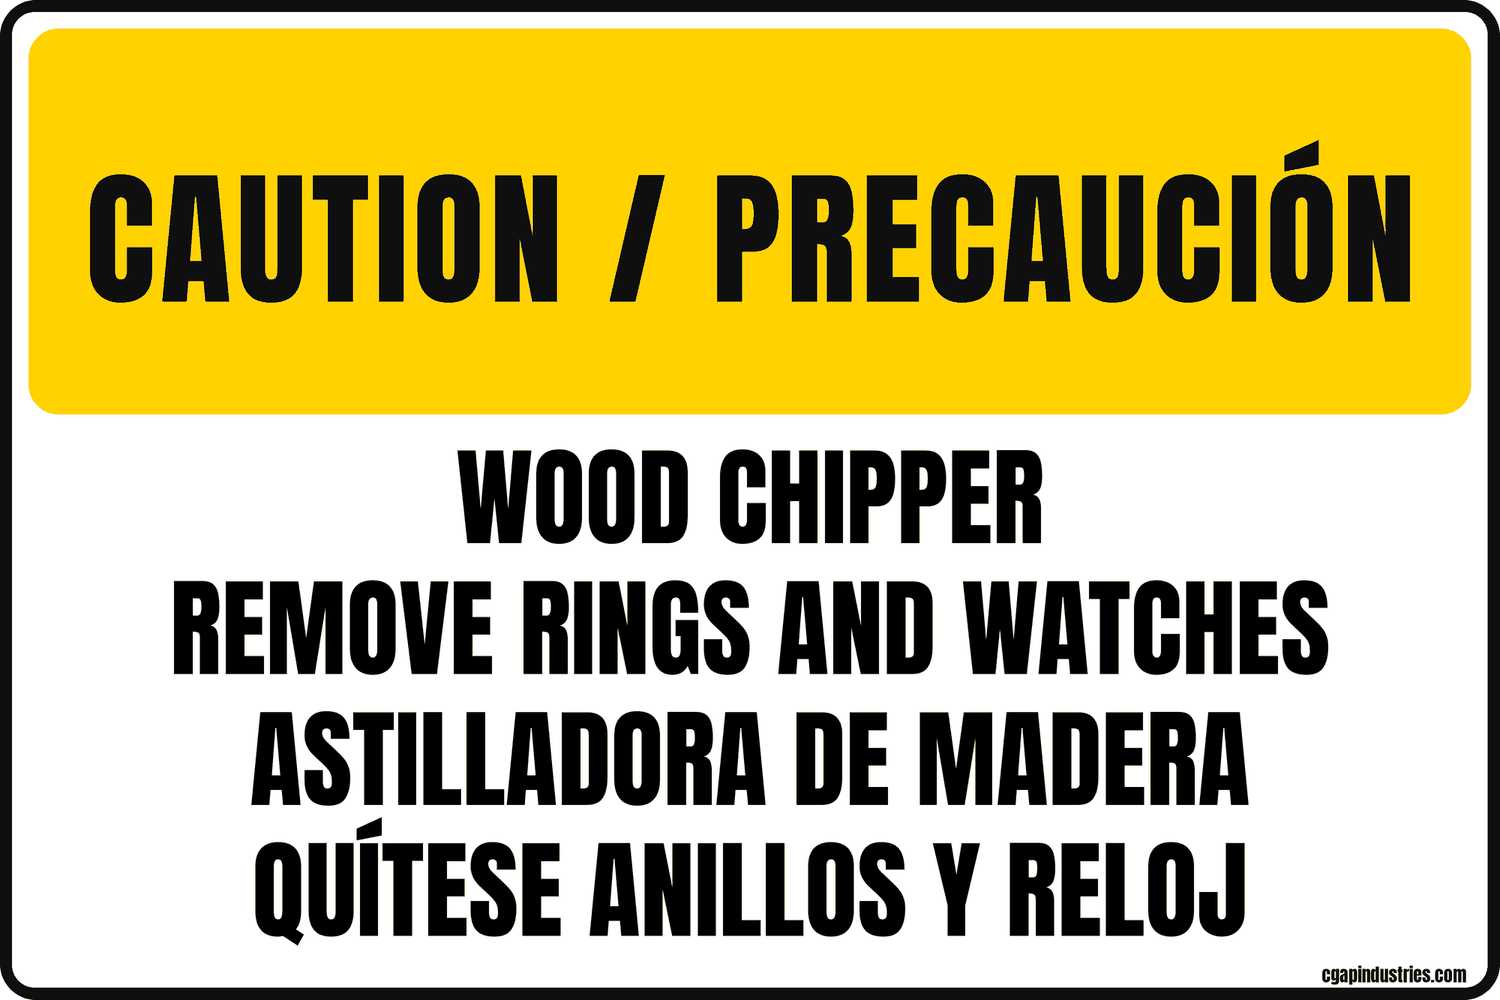 CAUTION / PRECAUCIÓN
WOOD CHIPPER
REMOVE RINGS AND WATCHES
ASTILLADORA DE MADERA
QUÍTESE ANILLOS Y RELOJ
cgapindustries.com